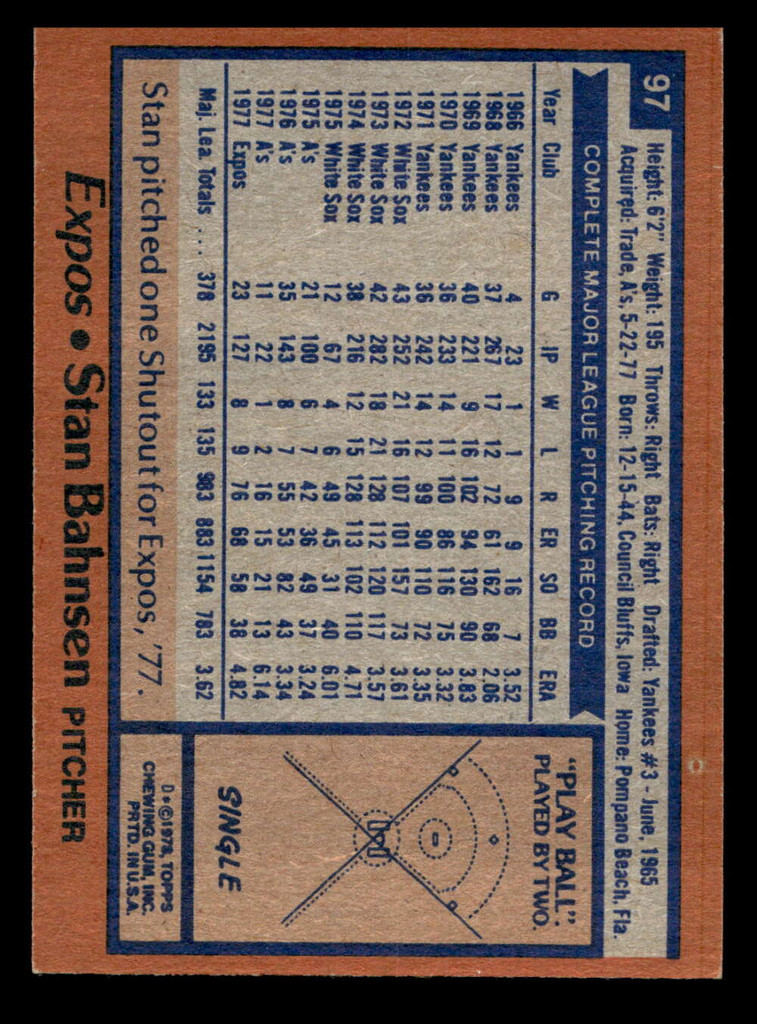 97
Height: 6'2" Weight: 195 Throws: Right Bats: Right Drafted: Yankees #3 - June, 1965
Acquired: Trade, A's, 5-22-77 Born: 12-15-44, Council Bluffs, Iowa Home: Pompano Beach, Fla.
COMPLETE MAJOR LEAGUE PITCHING RECORD
Year Club G IP W L R ER SO BB ERA
1966 Yankees 4 23 1 1 9 9 16 7 3.52
1968 Yankees 37 267 17 12 72 61 162 68 2.06
1969 Yankees 40 221 9 16 102 94 130 90 3.83
1970 Yankees 36 233 14 11 100 86 116 75 3.32
1971 Yankees 36 242 14 12 99 90 110 72 3.35
1972 White Sox 43 252 21 16 107 101 157 73 3.61
1973 White Sox 42 282 18 21 128 112 120 117 3.57
1974 White Sox 38 216 12 15 128 113 102 110 4.71
1975 White Sox 12 67 4 6 49 45 31 40 6.01
1975 A's 21 100 6 7 42 36 49 37 3.24
1976 A's 35 143 8 7 55 53 82 43 3.34
1977 A's 11 22 1 2 16 15 21 13 6.14
1977 Expos 23 127 8 9 76 68 58 38 4.82
Maj. Lea. Totals ... 378 2195 133 135 983 883 1154 783 3.62
Stan pitched one Shutout for Expos, '77.
"PLAY BALL":
PLAYED BY TWO.
SINGLE
D*©1978, TOPPS
CHEWING GUM, INC.
PRTD. IN U.S.A.
Expos • Stan Bahnsen PITCHER